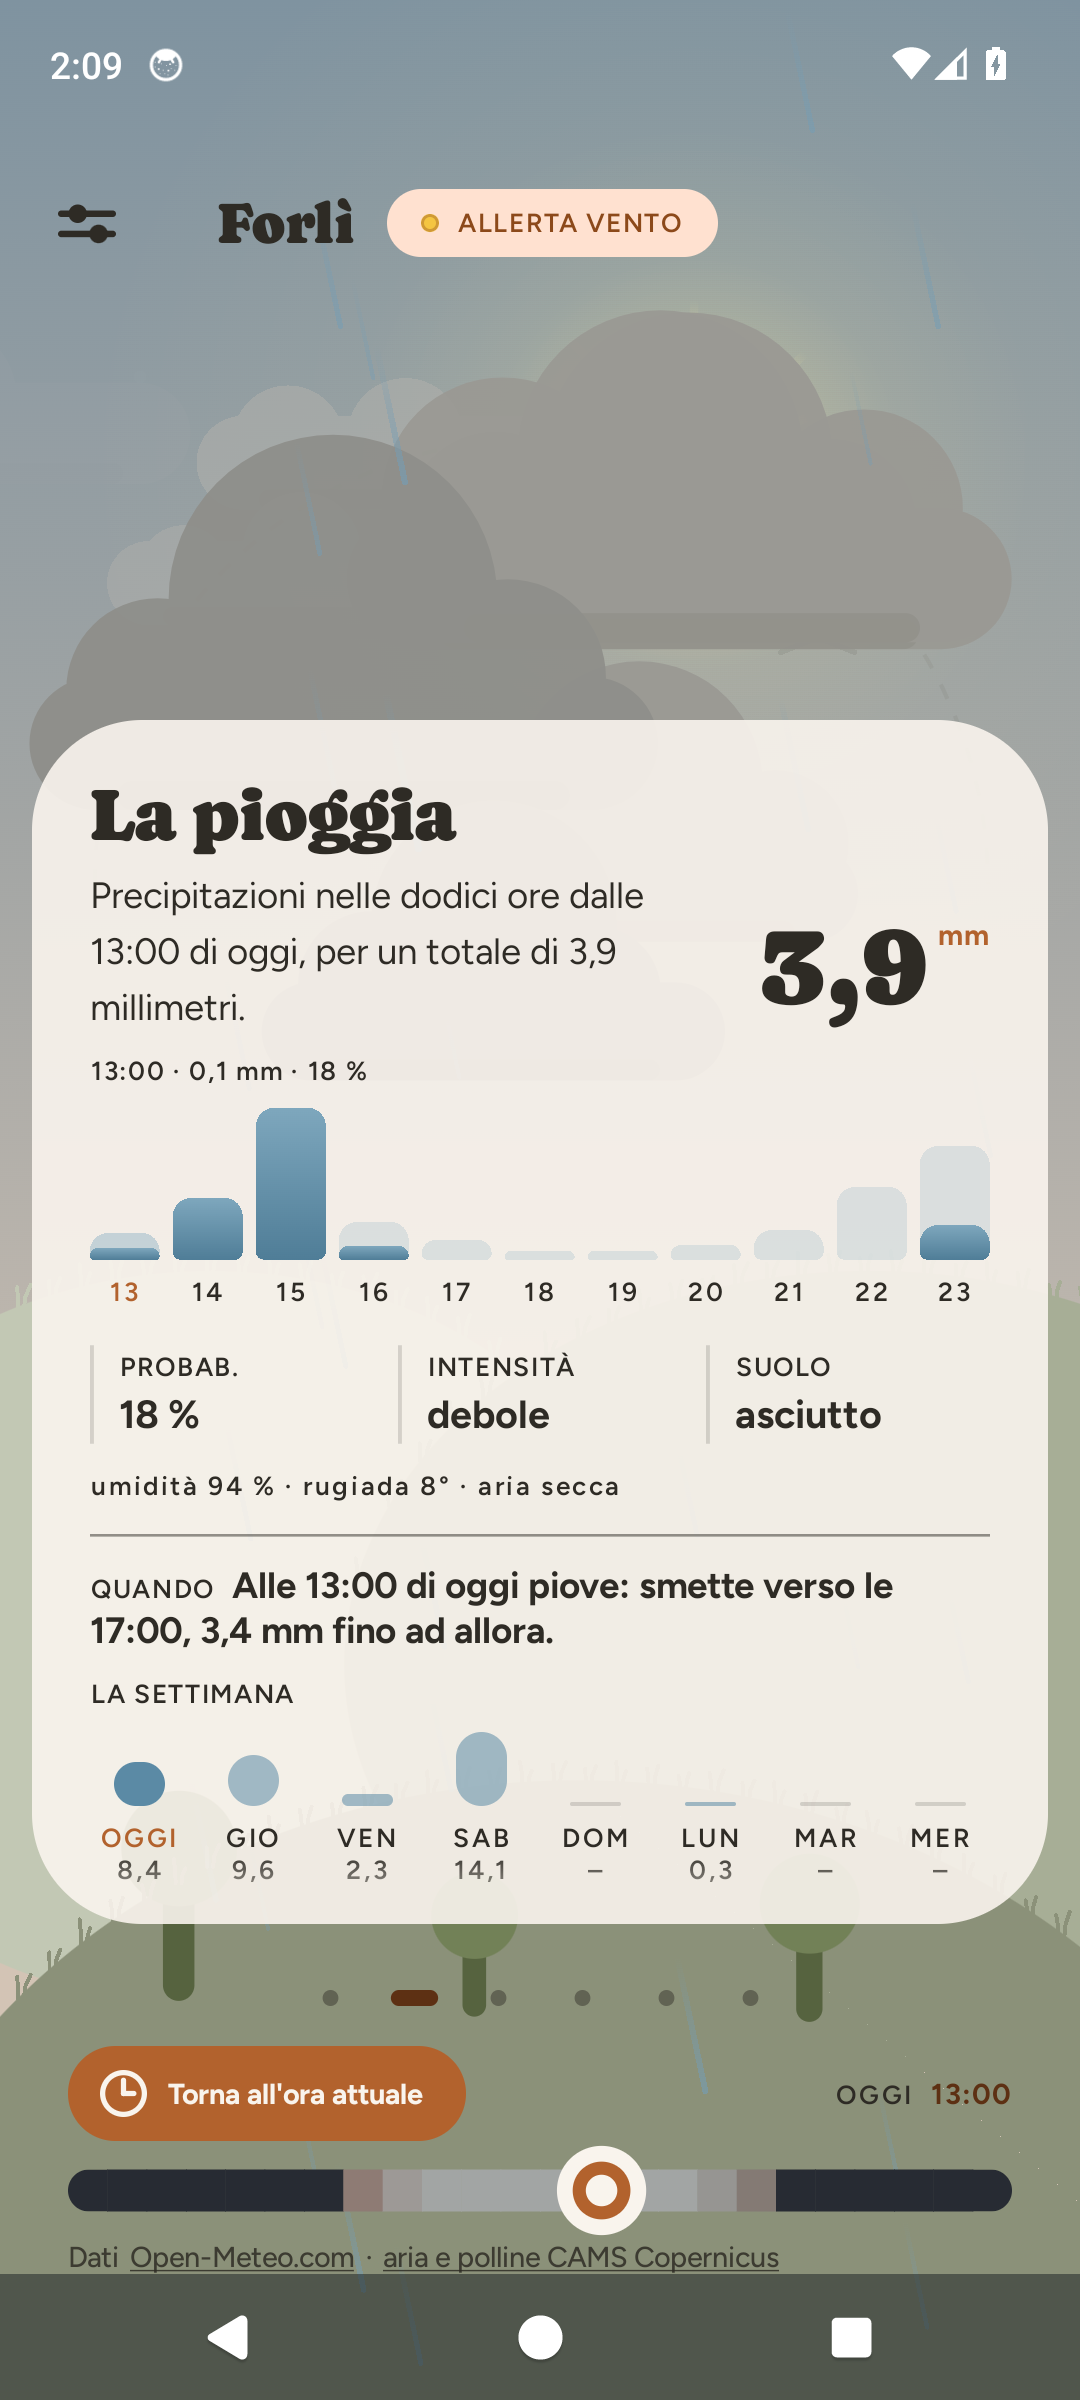 2:09
Forlì
ALLERTA VENTO
La pioggia
Precipitazioni nelle dodici ore dalle
13:00 di oggi, per un totale di 3,9
millimetri.
3,9 mm
13:00 · 0,1 mm · 18 %
13 14 15 16 17 18 19 20 21 22 23
PROBAB. INTENSITÀ SUOLO
18 % debole asciutto
umidità 94 % · rugiada 8° · aria secca
QUANDO Alle 13:00 di oggi piove: smette verso le
17:00, 3,4 mm fino ad allora.
LA SETTIMANA
OGGI GIO VEN SAB DOM LUN MAR MER
8,4 9,6 2,3 14,1 – 0,3 – –
Torna all'ora attuale
OGGI 13:00
Dati Open-Meteo.com · aria e polline CAMS Copernicus